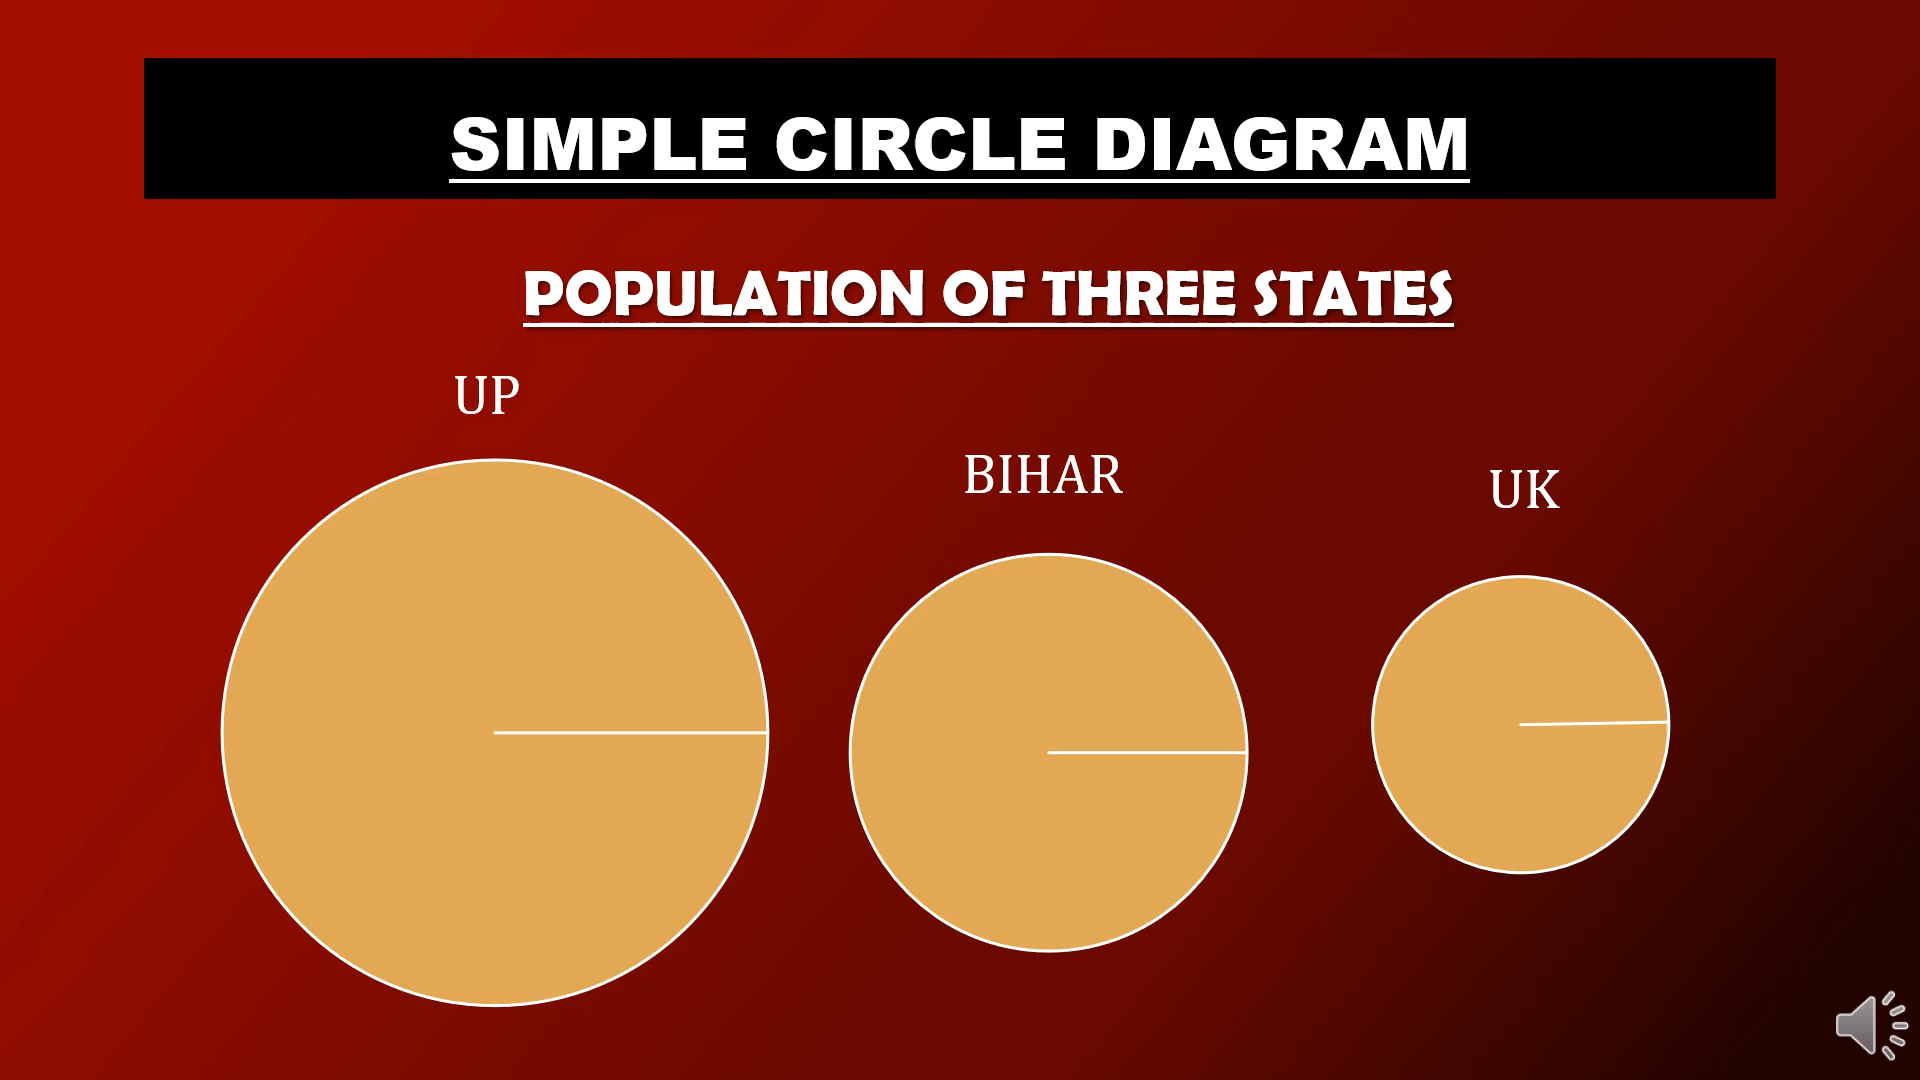 SIMPLE CIRCLE DIAGRAM
POPULATION OF THREE STATES
UP
BIHAR
UK